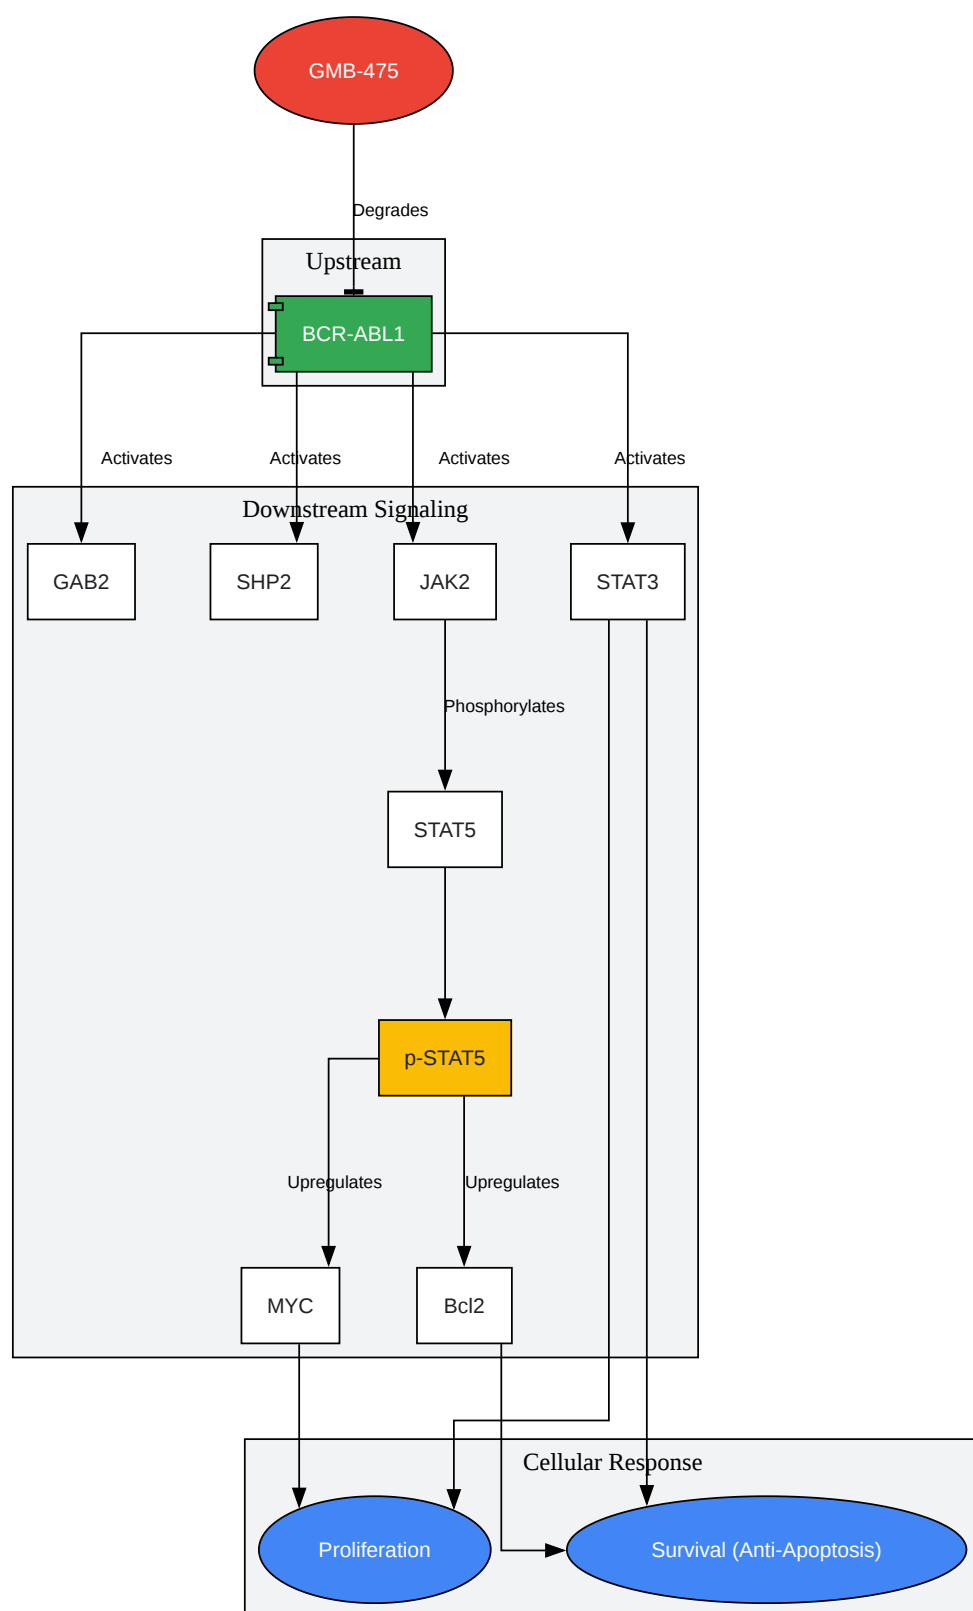 GMB-475
Degrades
Upstream
BCR-ABL1
Activates
Activates
Activates
Activates
Downstream Signaling
GAB2
SHP2
JAK2
STAT3
Phosphorylates
STAT5
p-STAT5
Upregulates
Upregulates
MYC
Bcl2
Cellular Response
Proliferation
Survival (Anti-Apoptosis)